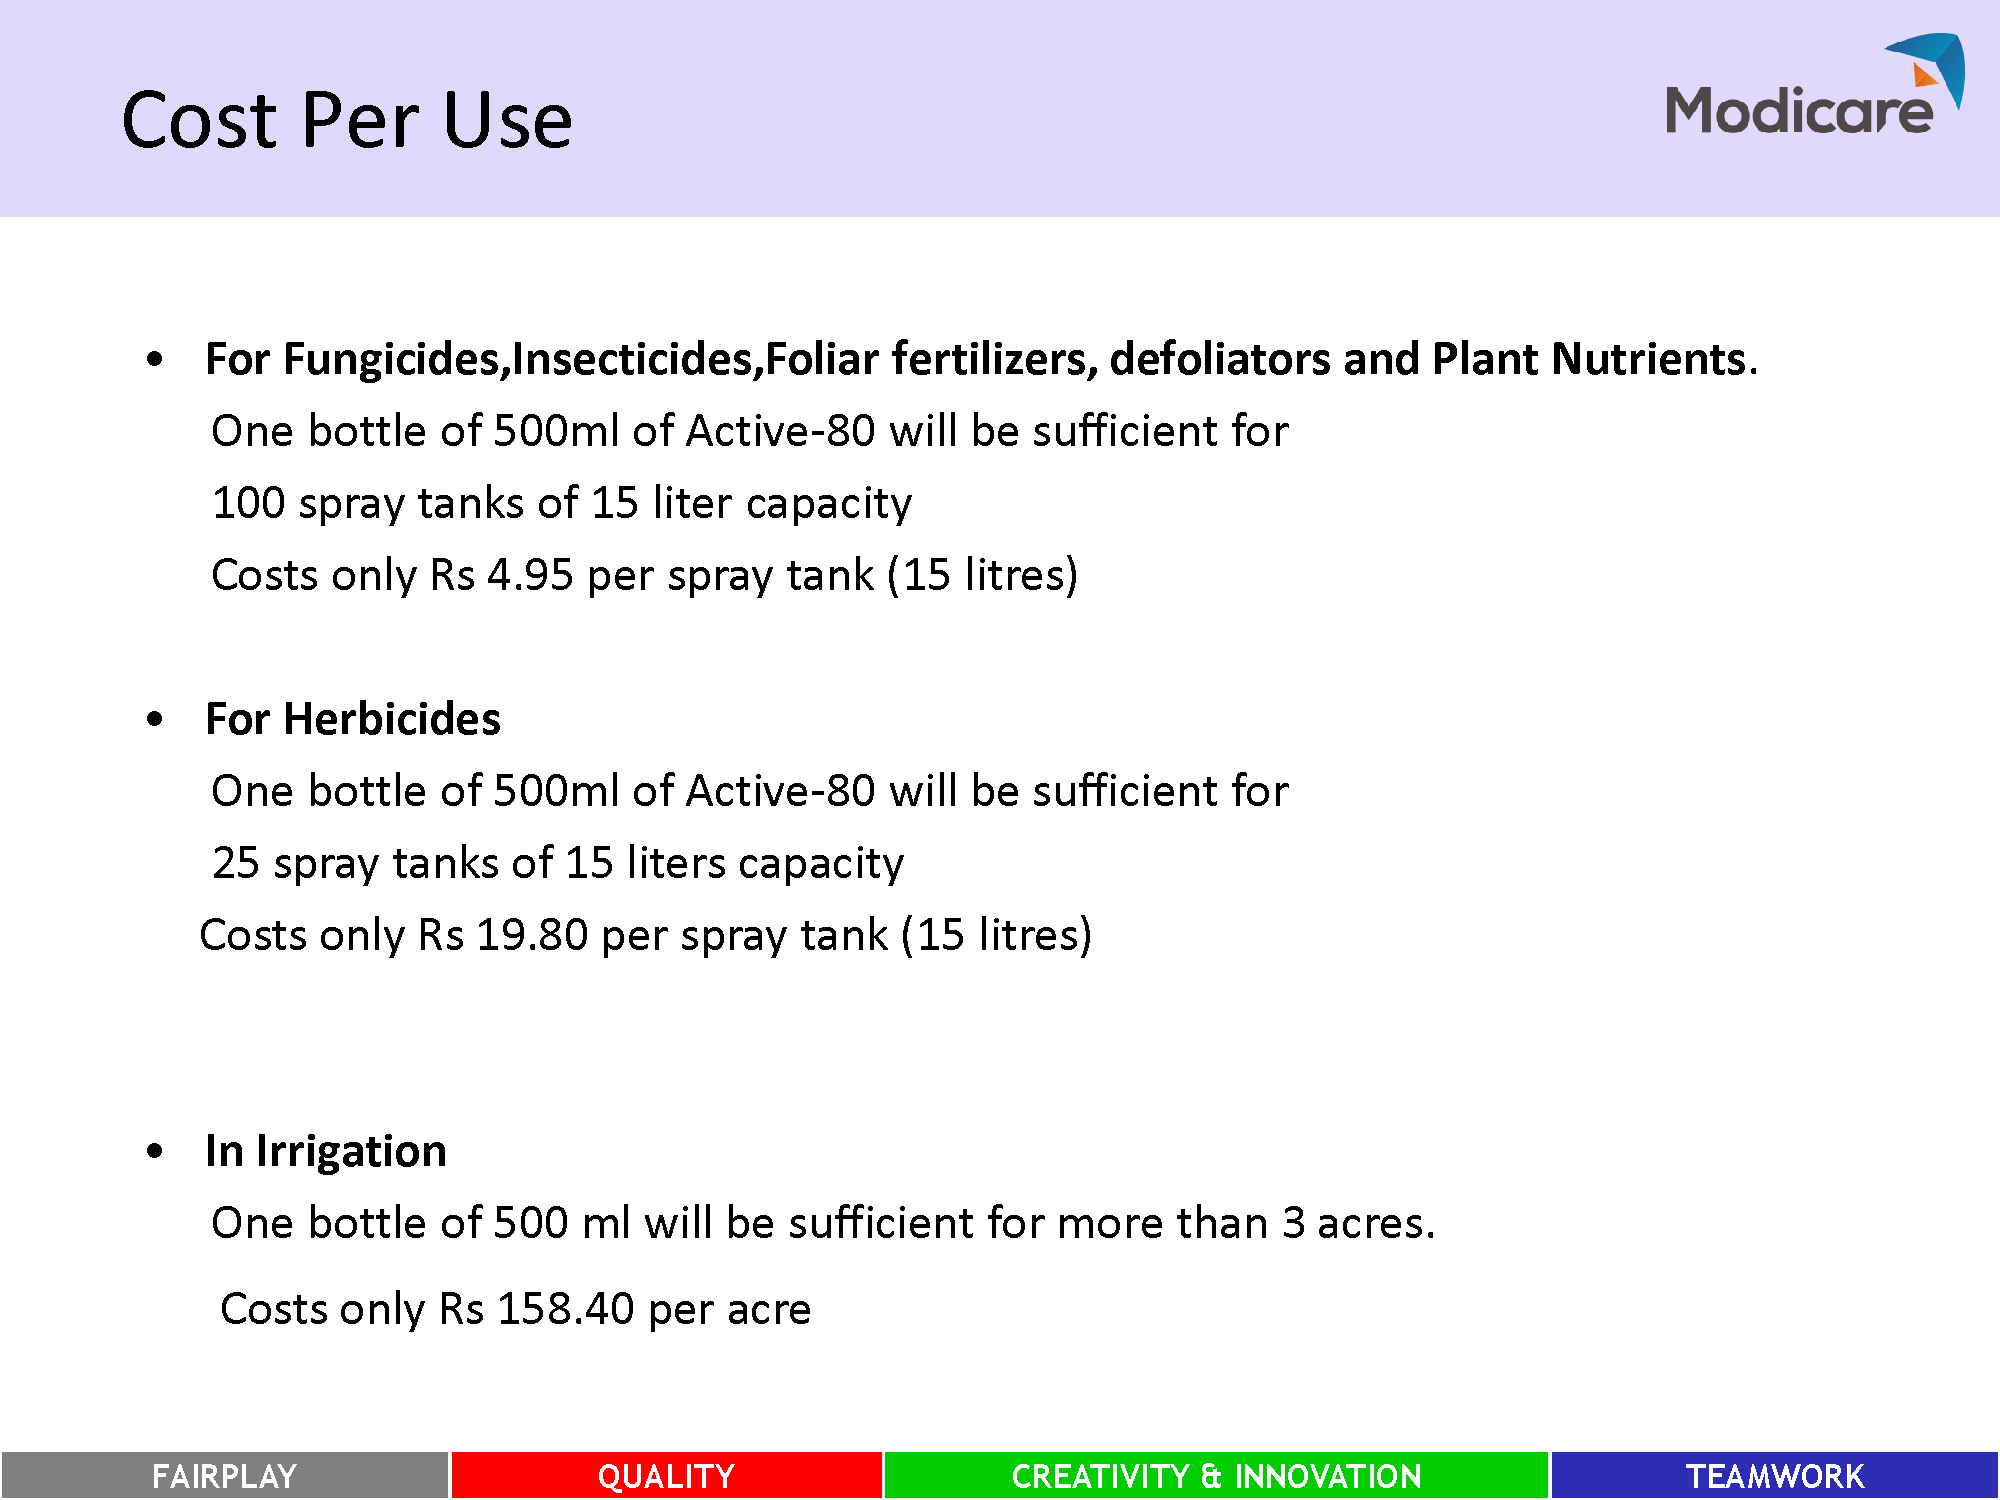 Cost Per Use
Modicare
• For Fungicides,Insecticides,Foliar fertilizers, defoliators and Plant Nutrients.
One bottle of 500ml of Active-80 will be sufficient for
100 spray tanks of 15 liter capacity
Costs only Rs 4.95 per spray tank (15 litres)
• For Herbicides
One bottle of 500ml of Active-80 will be sufficient for
25 spray tanks of 15 liters capacity
Costs only Rs 19.80 per spray tank (15 litres)
• In Irrigation
One bottle of 500 ml will be sufficient for more than 3 acres.
Costs only Rs 158.40 per acre
FAIRPLAY QUALITY CREATIVITY & INNOVATION TEAMWORK